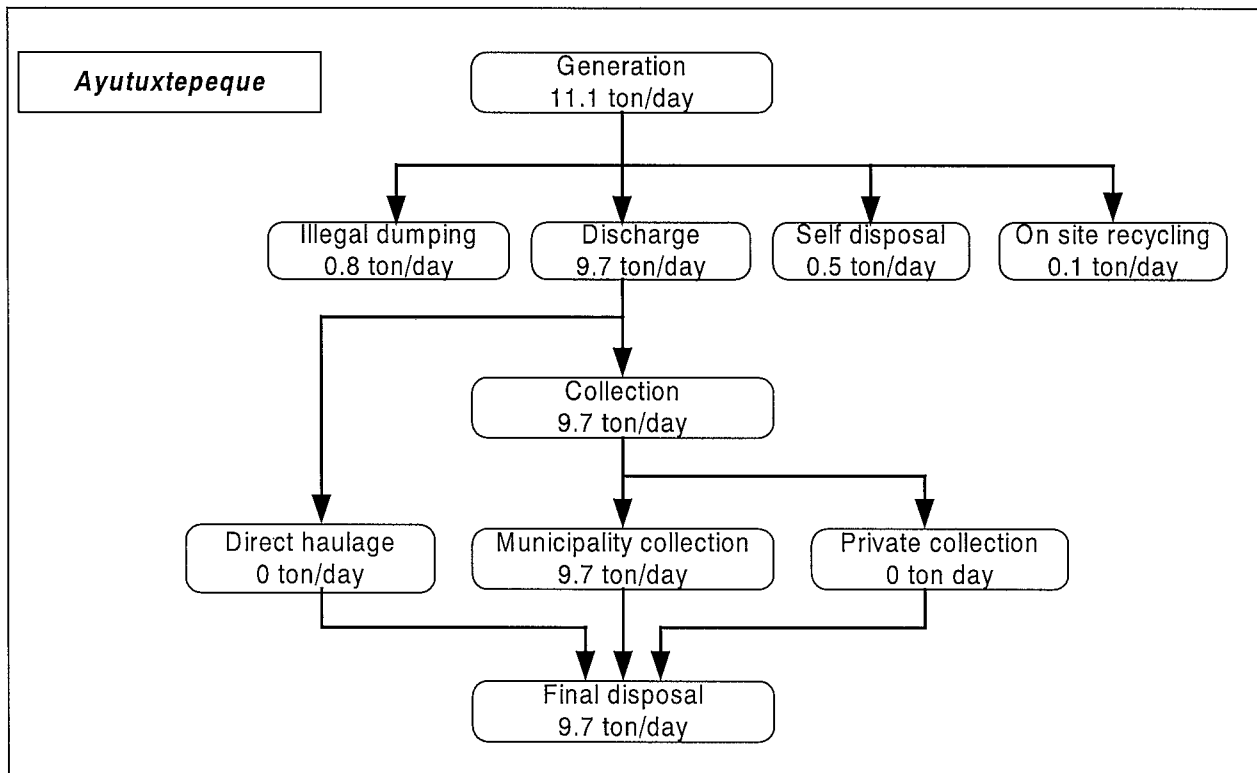 Ayutuxtepeque
Generation
11.1 ton/day
Illegal dumping
0.8 ton/day
Discharge
9.7 ton/day
Self disposal
0.5 ton/day
On site recycling
0.1 ton/day
Collection
9.7 ton/day
Direct haulage
0 ton/day
Municipality collection
9.7 ton/day
Private collection
0 ton day
Final disposal
9.7 ton/day